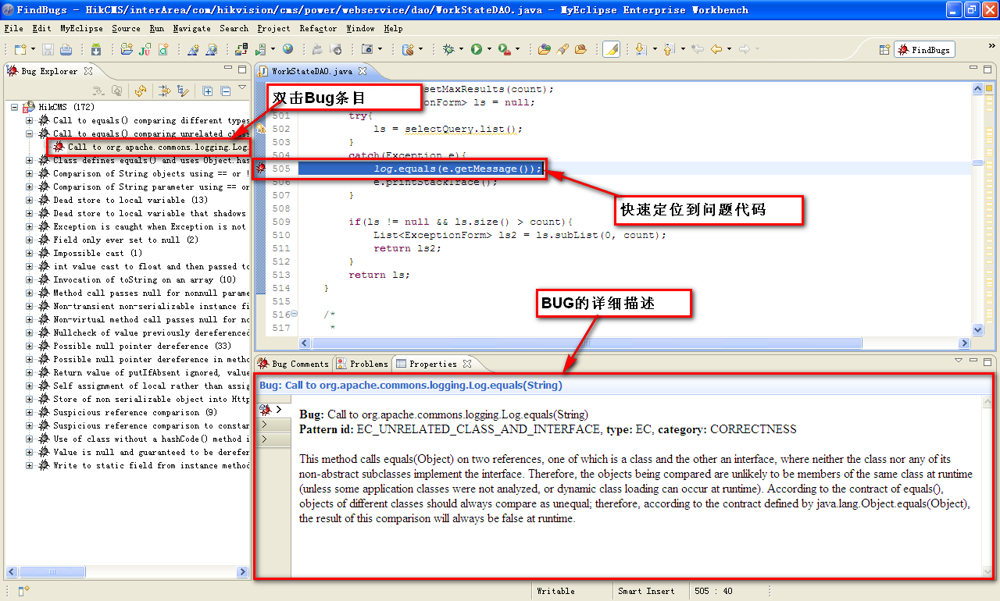 FindBugs - HikCMS/interArea/com/hikvision/cms/power/webservice/dao/WorkStateDAO.java - MyEclipse Enterprise Workbench
File Edit MyEclipse Source Run Navigate Search Project Refactor Window Help
FindBugs
Bug Explorer
HikCMS (172)
Call to equals() comparing different types
Call to equals() comparing unrelated clas
Call to org.apache.commons.logging.Log.
Class defines equals() and uses Object.has
Comparison of String objects using == or !
Comparison of String parameter using == or
Dead store to local variable (13)
Dead store to local variable that shadows
Exception is caught when Exception is not
Field only ever set to null (2)
Impossible cast (1)
int value cast to float and then passed to
Invocation of toString on an array (10)
Method call passes null for nonnull parame
Non-transient non-serializable instance fi
Non-virtual method call passes null for no
Nullcheck of value previously dereferenced
Possible null pointer dereference (33)
Possible null pointer dereference in metho
Return value of putIfAbsent ignored, value
Self assignment of local rather than assig
Store of non serializable object into Http
Suspicious reference comparison (9)
Suspicious reference comparison to constan
Use of class without a hashCode() method i
Value is null and guaranteed to be derefer
Write to static field from instance method
WorkStateDAO.java
双击Bug条目
setMaxResults(count);
onForm> ls = null;
501 try{
502 ls = selectQuery.list();
503 }
504 catch(Exception e){
505 log.equals(e.getMessage());
506 e.printStackTrace();
507 }
508
509 if(ls != null && ls.size() > count){
510 List<ExceptionForm> ls2 = ls.subList(0, count);
511 return ls2;
512 }
513 return ls;
514 }
515
516 /*
517 *
快速定位到问题代码
BUG的详细描述
Bug Comments Problems Properties
Bug: Call to org.apache.commons.logging.Log.equals(String)
Bug: Call to org.apache.commons.logging.Log.equals(String)
Pattern id: EC_UNRELATED_CLASS_AND_INTERFACE, type: EC, category: CORRECTNESS
This method calls equals(Object) on two references, one of which is a class and the other an interface, where neither the class nor any of its
non-abstract subclasses implement the interface. Therefore, the objects being compared are unlikely to be members of the same class at runtime
(unless some application classes were not analyzed, or dynamic class loading can occur at runtime). According to the contract of equals(),
objects of different classes should always compare as unequal; therefore, according to the contract defined by java.lang.Object.equals(Object),
the result of this comparison will always be false at runtime.
Writable Smart Insert 505 : 40